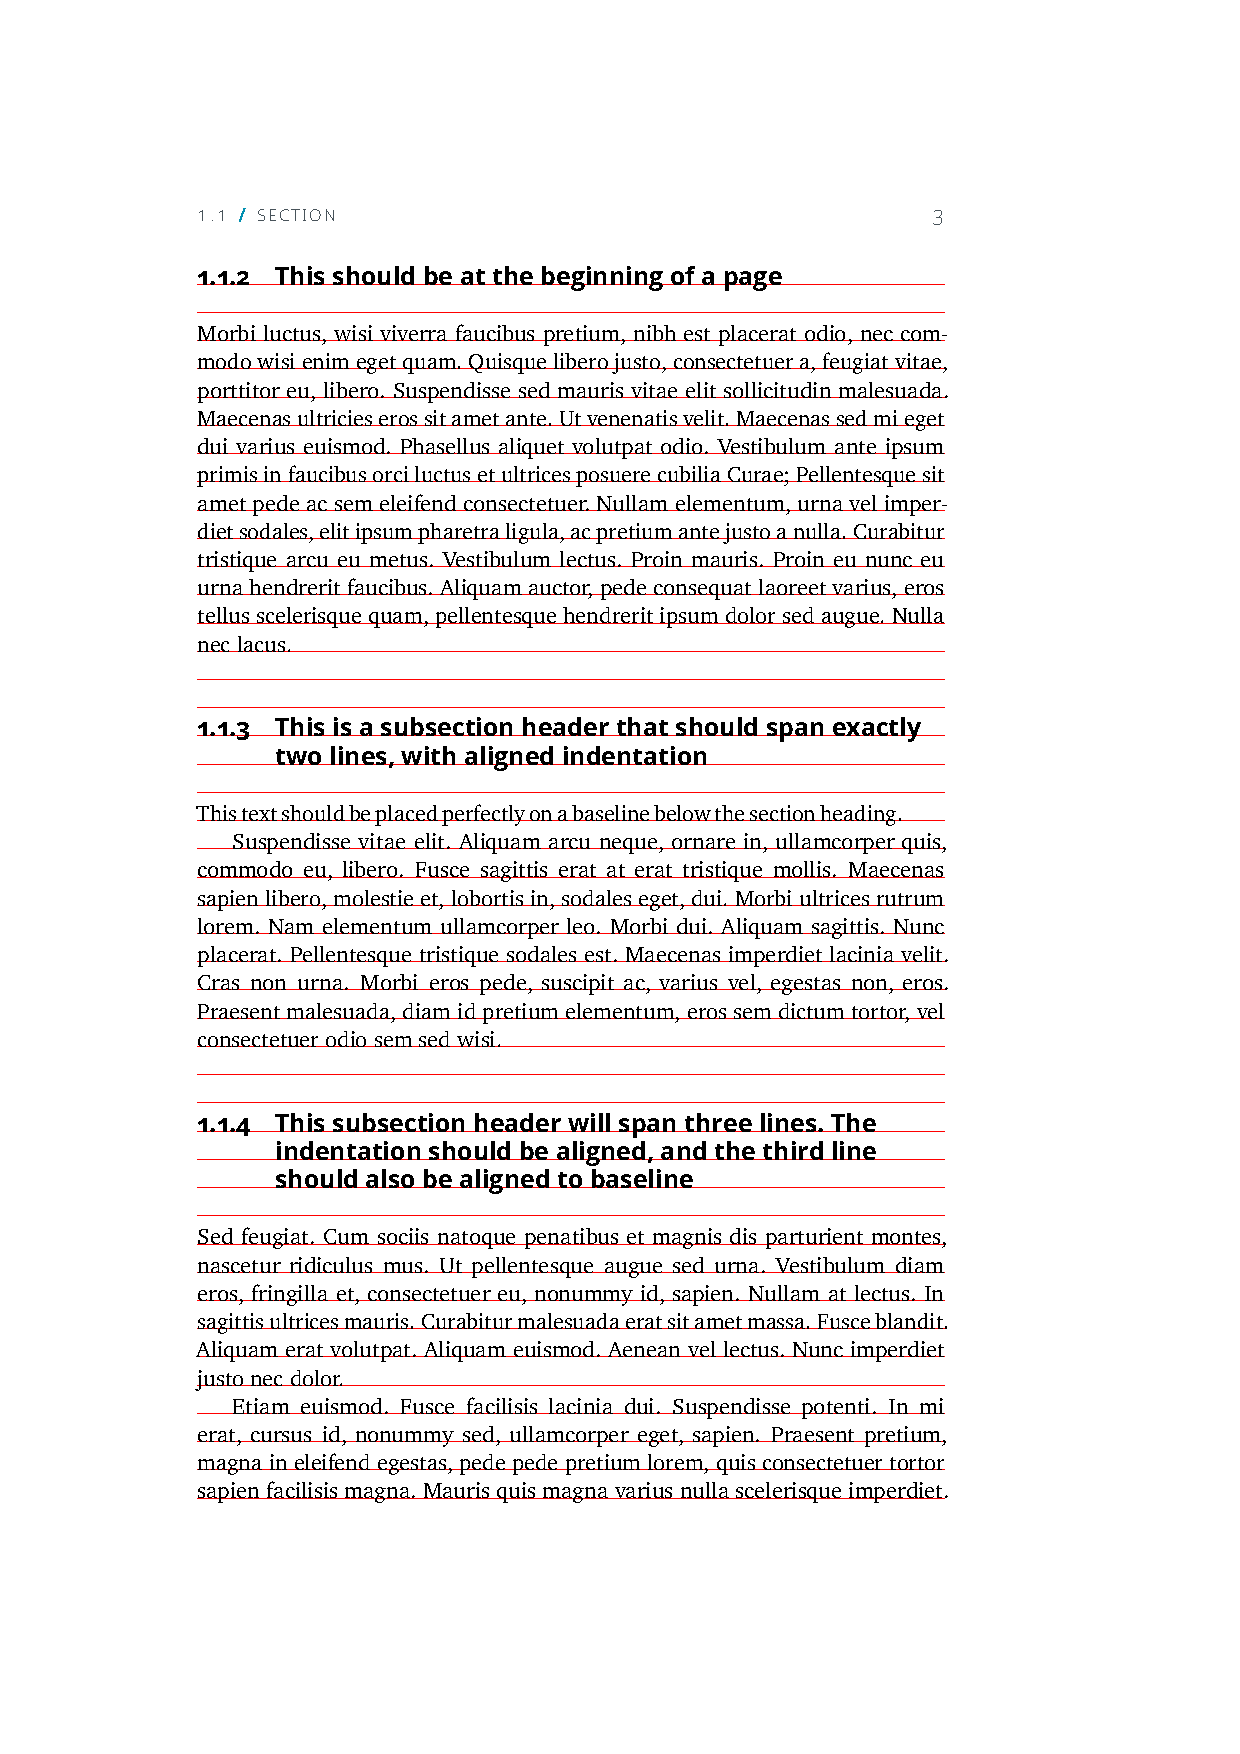 1.1 / SECTION 3
1.1.2 This should be at the beginning of a page
Morbi luctus, wisi viverra faucibus pretium, nibh est placerat odio, nec com-
modo wisi enim eget quam. Quisque libero justo, consectetuer a, feugiat vitae,
porttitor eu, libero. Suspendisse sed mauris vitae elit sollicitudin malesuada.
Maecenas ultricies eros sit amet ante. Ut venenatis velit. Maecenas sed mi eget
dui varius euismod. Phasellus aliquet volutpat odio. Vestibulum ante ipsum
primis in faucibus orci luctus et ultrices posuere cubilia Curae; Pellentesque sit
amet pede ac sem eleifend consectetuer. Nullam elementum, urna vel imper-
diet sodales, elit ipsum pharetra ligula, ac pretium ante justo a nulla. Curabitur
tristique arcu eu metus. Vestibulum lectus. Proin mauris. Proin eu nunc eu
urna hendrerit faucibus. Aliquam auctor, pede consequat laoreet varius, eros
tellus scelerisque quam, pellentesque hendrerit ipsum dolor sed augue. Nulla
nec lacus.
1.1.3 This is a subsection header that should span exactly
two lines, with aligned indentation
This text should be placed perfectly on a baseline below the section heading.
Suspendisse vitae elit. Aliquam arcu neque, ornare in, ullamcorper quis,
commodo eu, libero. Fusce sagittis erat at erat tristique mollis. Maecenas
sapien libero, molestie et, lobortis in, sodales eget, dui. Morbi ultrices rutrum
lorem. Nam elementum ullamcorper leo. Morbi dui. Aliquam sagittis. Nunc
placerat. Pellentesque tristique sodales est. Maecenas imperdiet lacinia velit.
Cras non urna. Morbi eros pede, suscipit ac, varius vel, egestas non, eros.
Praesent malesuada, diam id pretium elementum, eros sem dictum tortor, vel
consectetuer odio sem sed wisi.
1.1.4 This subsection header will span three lines. The
indentation should be aligned, and the third line
should also be aligned to baseline
Sed feugiat. Cum sociis natoque penatibus et magnis dis parturient montes,
nascetur ridiculus mus. Ut pellentesque augue sed urna. Vestibulum diam
eros, fringilla et, consectetuer eu, nonummy id, sapien. Nullam at lectus. In
sagittis ultrices mauris. Curabitur malesuada erat sit amet massa. Fusce blandit.
Aliquam erat volutpat. Aliquam euismod. Aenean vel lectus. Nunc imperdiet
justo nec dolor.
Etiam euismod. Fusce facilisis lacinia dui. Suspendisse potenti. In mi
erat, cursus id, nonummy sed, ullamcorper eget, sapien. Praesent pretium,
magna in eleifend egestas, pede pede pretium lorem, quis consectetuer tortor
sapien facilisis magna. Mauris quis magna varius nulla scelerisque imperdiet.